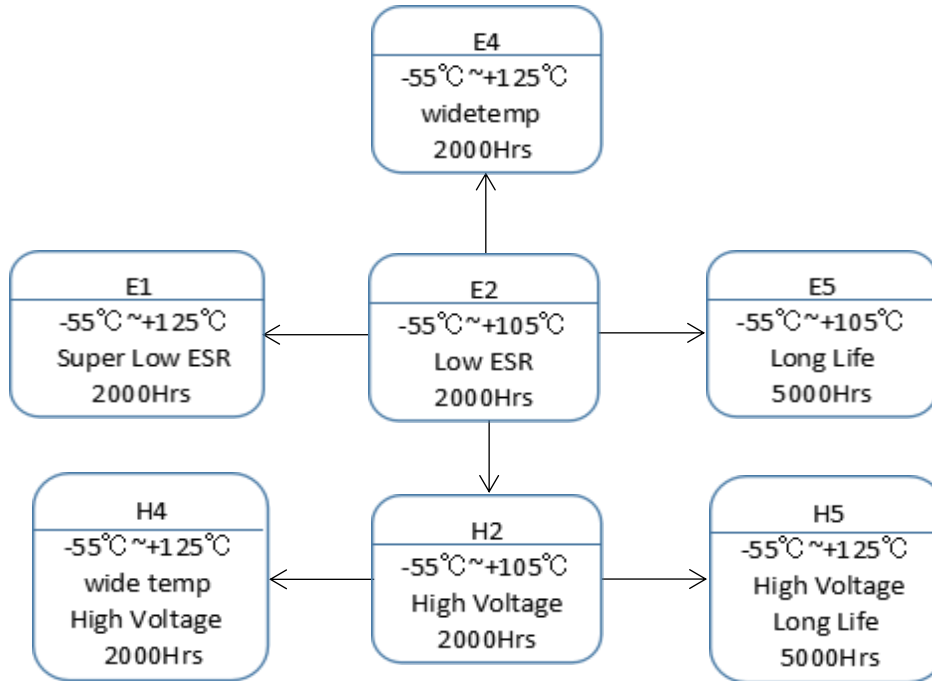 E4
-55℃~+125℃
widetemp
2000Hrs
E1
-55℃~+125℃
Super Low ESR
2000Hrs
E2
-55℃~+105℃
Low ESR
2000Hrs
E5
-55℃~+105℃
Long Life
5000Hrs
H4
-55℃~+125℃
wide temp
High Voltage
2000Hrs
H2
-55℃~+105℃
High Voltage
2000Hrs
H5
-55℃~+125℃
High Voltage
Long Life
5000Hrs